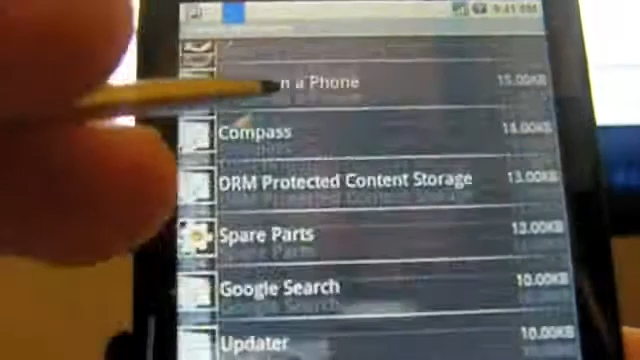 9:41 AM
n a Phone 15.00KB
Compass 14.00KB
DRM Protected Content Storage 13.00KB
Spare Parts 13.00KB
Google Search 10.00KB
Updater 10.00KB